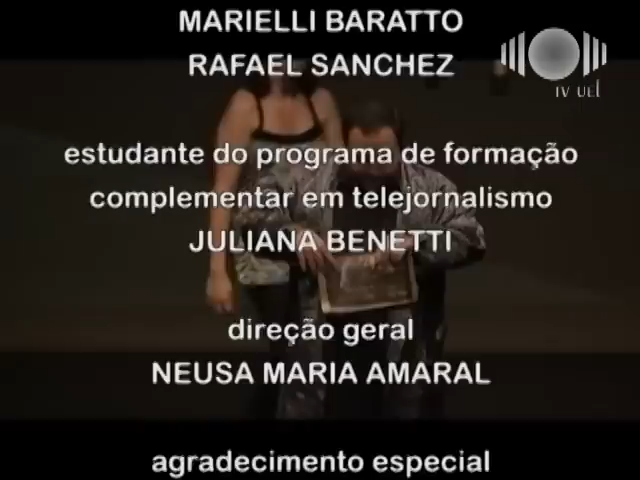 MARIELLI BARATTO
RAFAEL SANCHEZ
TV UEL
estudante do programa de formação
complementar em telejornalismo
JULIANA BENETTI
direção geral
NEUSA MARIA AMARAL
agradecimento especial